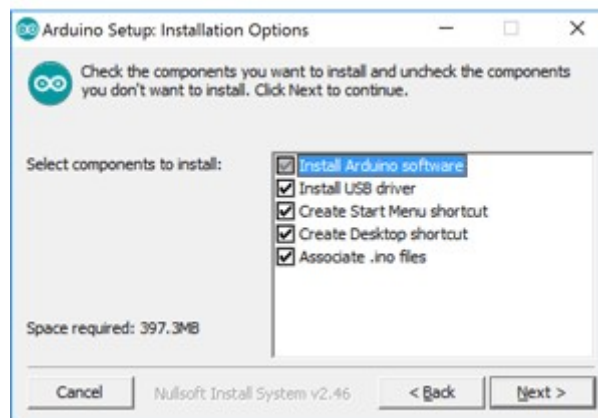 Arduino Setup: Installation Options
Check the components you want to install and uncheck the components
you don't want to install. Click Next to continue.
Select components to install:
Install Arduino software
Install USB driver
Create Start Menu shortcut
Create Desktop shortcut
Associate .ino files
Space required: 397.3MB
Cancel
Nullsoft Install System v2.46
< Back
Next >